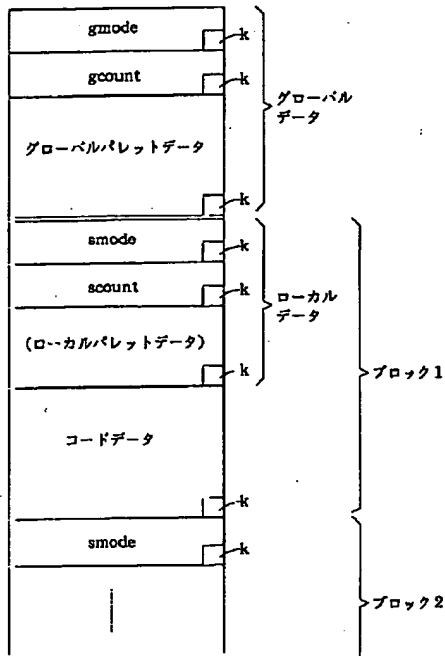 gmode
k
gcount
k
グローバルパレットデータ
k
グローバル
データ
smode
k
scount
k
(ローカルパレットデータ)
k
ローカル
データ
コードデータ
k
ブロック1
smode
k
ブロック2